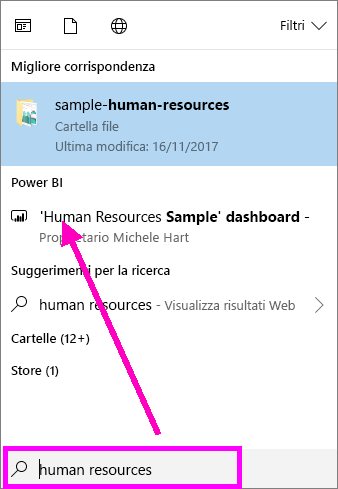 Filtri
Migliore corrispondenza
sample-human-resources
Cartella file
Ultima modifica: 16/11/2017
Power BI
'Human Resources Sample' dashboard -
Proprietario Michele Hart
Suggerimenti per la ricerca
human resources - Visualizza risultati Web
Cartelle (12+)
Store (1)
human resources